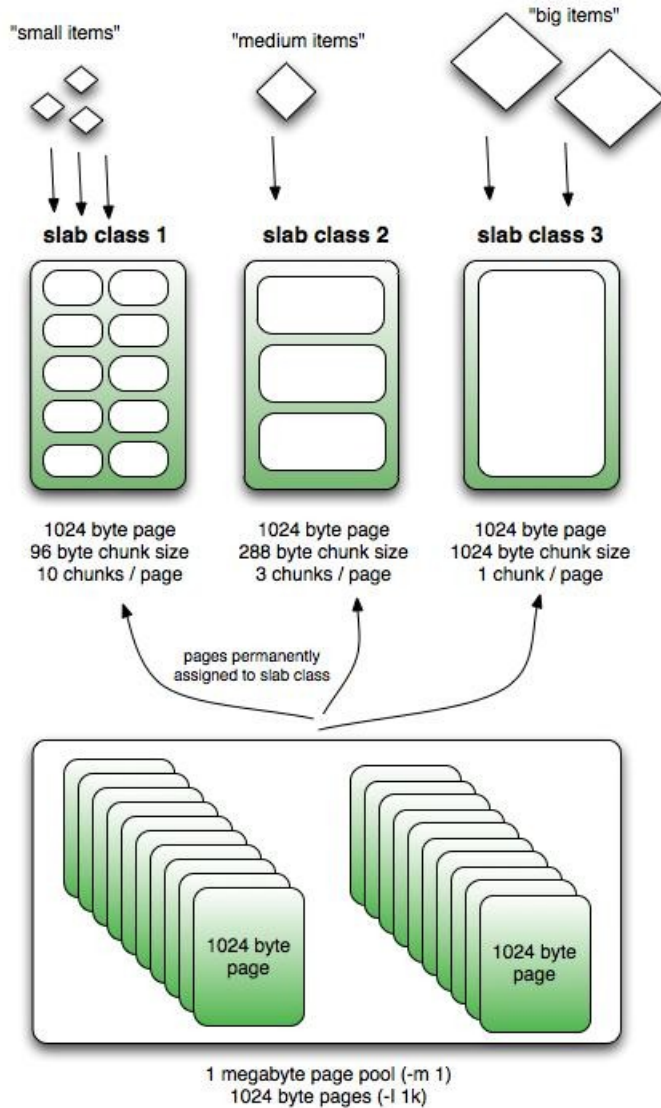 "small items"
"medium items"
"big items"
slab class 1
slab class 2
slab class 3
1024 byte page
96 byte chunk size
10 chunks / page
1024 byte page
288 byte chunk size
3 chunks / page
1024 byte page
1024 byte chunk size
1 chunk / page
pages permanently
assigned to slab class
1024 byte
page
1024 byte
page
1 megabyte page pool (-m 1)
1024 byte pages (-I 1k)